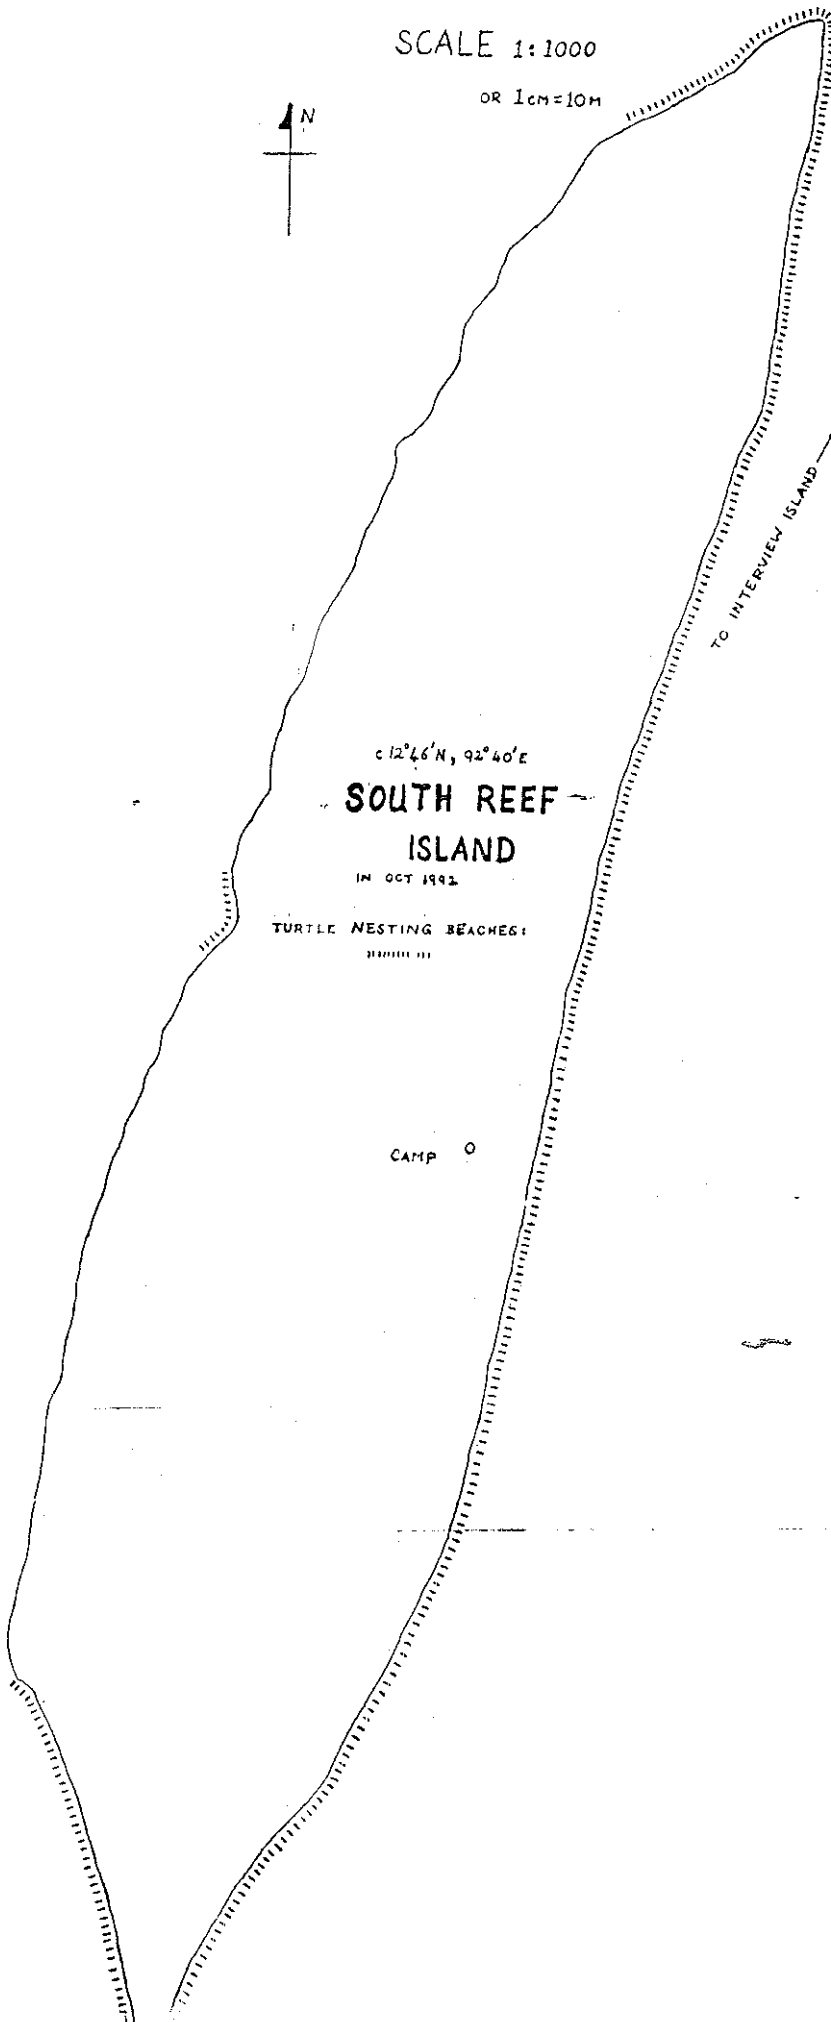 SCALE 1:1000
OR 1CM=10M
N
TO INTERVIEW ISLAND
C 12°46'N, 92°40'E
SOUTH REEF
ISLAND
IN OCT 1992
TURTLE NESTING BEACHES:
CAMP